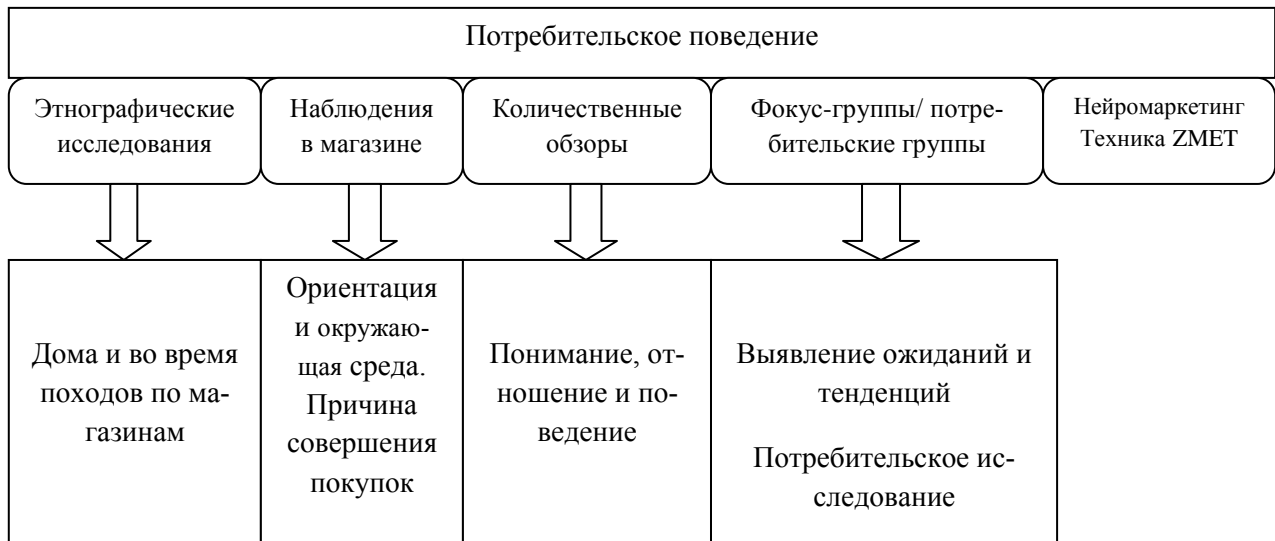 Потребительское поведение
Этнографические
исследования
Наблюдения
в магазине
Количественные
обзоры
Фокус-группы/ потре-
бительские группы
Нейромаркетинг
Техника ZMET
Дома и во время
походов по ма-
газинам
Ориентация
и окружаю-
щая среда.
Причина
совершения
покупок
Понимание, от-
ношение и по-
ведение
Выявление ожиданий и
тенденций
Потребительское ис-
следование